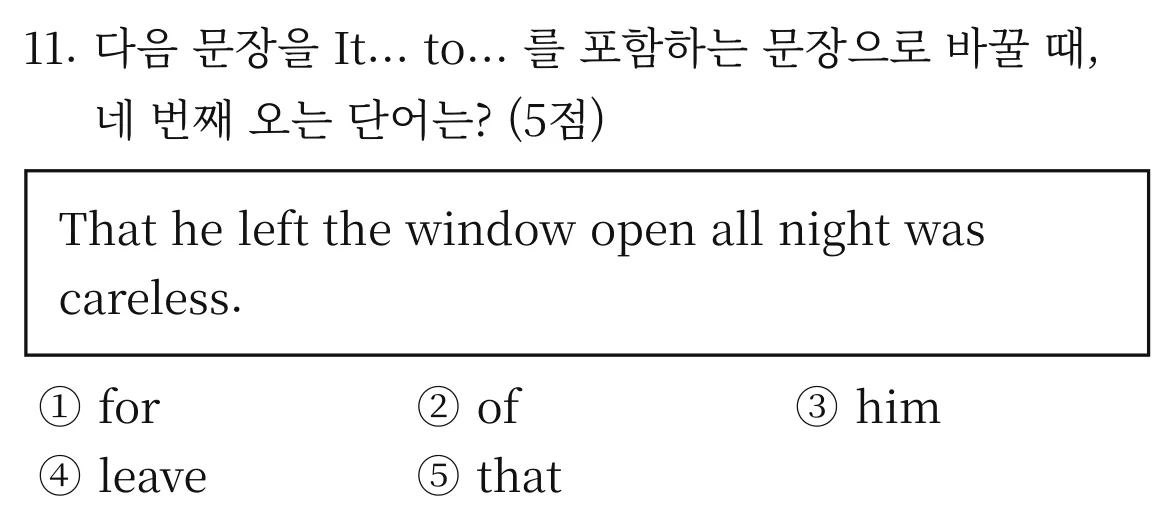 11. 다음 문장을 It... to... 를 포함하는 문장으로 바꿀 때,
네 번째 오는 단어는? (5점)
That he left the window open all night was
careless.
① for ② of ③ him
④ leave ⑤ that